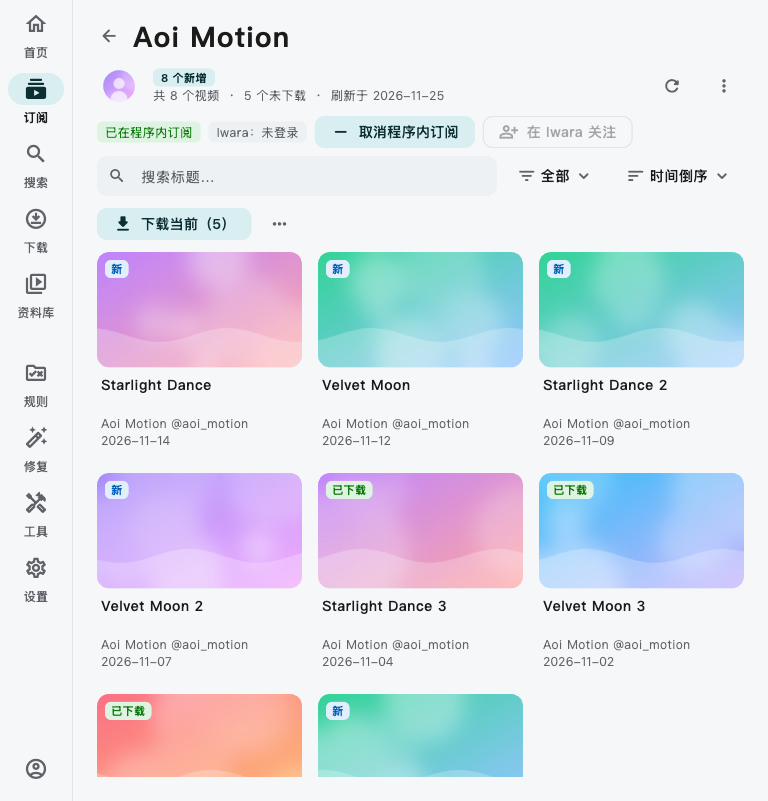 首页
订阅
搜索
下载
资料库
规则
修复
工具
设置
Aoi Motion
8 个新增
共 8 个视频 · 5 个未下载 · 刷新于 2026-11-25
已在程序内订阅 Iwara: 未登录 取消程序内订阅 在 Iwara 关注
搜索标题... 全部 时间倒序
下载当前（5）
新 新 新
Starlight Dance Velvet Moon Starlight Dance 2
Aoi Motion @aoi_motion Aoi Motion @aoi_motion Aoi Motion @aoi_motion
2026-11-14 2026-11-12 2026-11-09
新 已下载 已下载
Velvet Moon 2 Starlight Dance 3 Velvet Moon 3
Aoi Motion @aoi_motion Aoi Motion @aoi_motion Aoi Motion @aoi_motion
2026-11-07 2026-11-04 2026-11-02
已下载 新